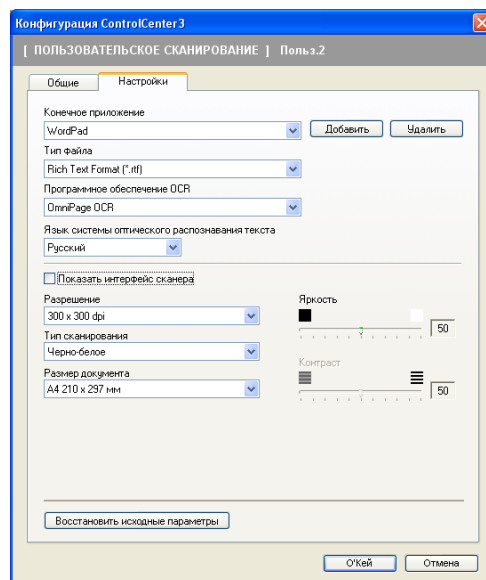 Конфигурация ControlCenter3
[ ПОЛЬЗОВАТЕЛЬСКОЕ СКАНИРОВАНИЕ ] Польз.2
Общие Настройки
Конечное приложение
WordPad Добавить Удалить
Тип файла
Rich Text Format (*.rtf)
Программное обеспечение OCR
OmniPage OCR
Язык системы оптического распознавания текста
Русский
Показать интерфейс сканера
Разрешение Яркость
300 x 300 dpi 50
Тип сканирования
Черно-белое
Контраст
Размер документа
A4 210 x 297 мм 50
Восстановить исходные параметры
О'Кей Отмена